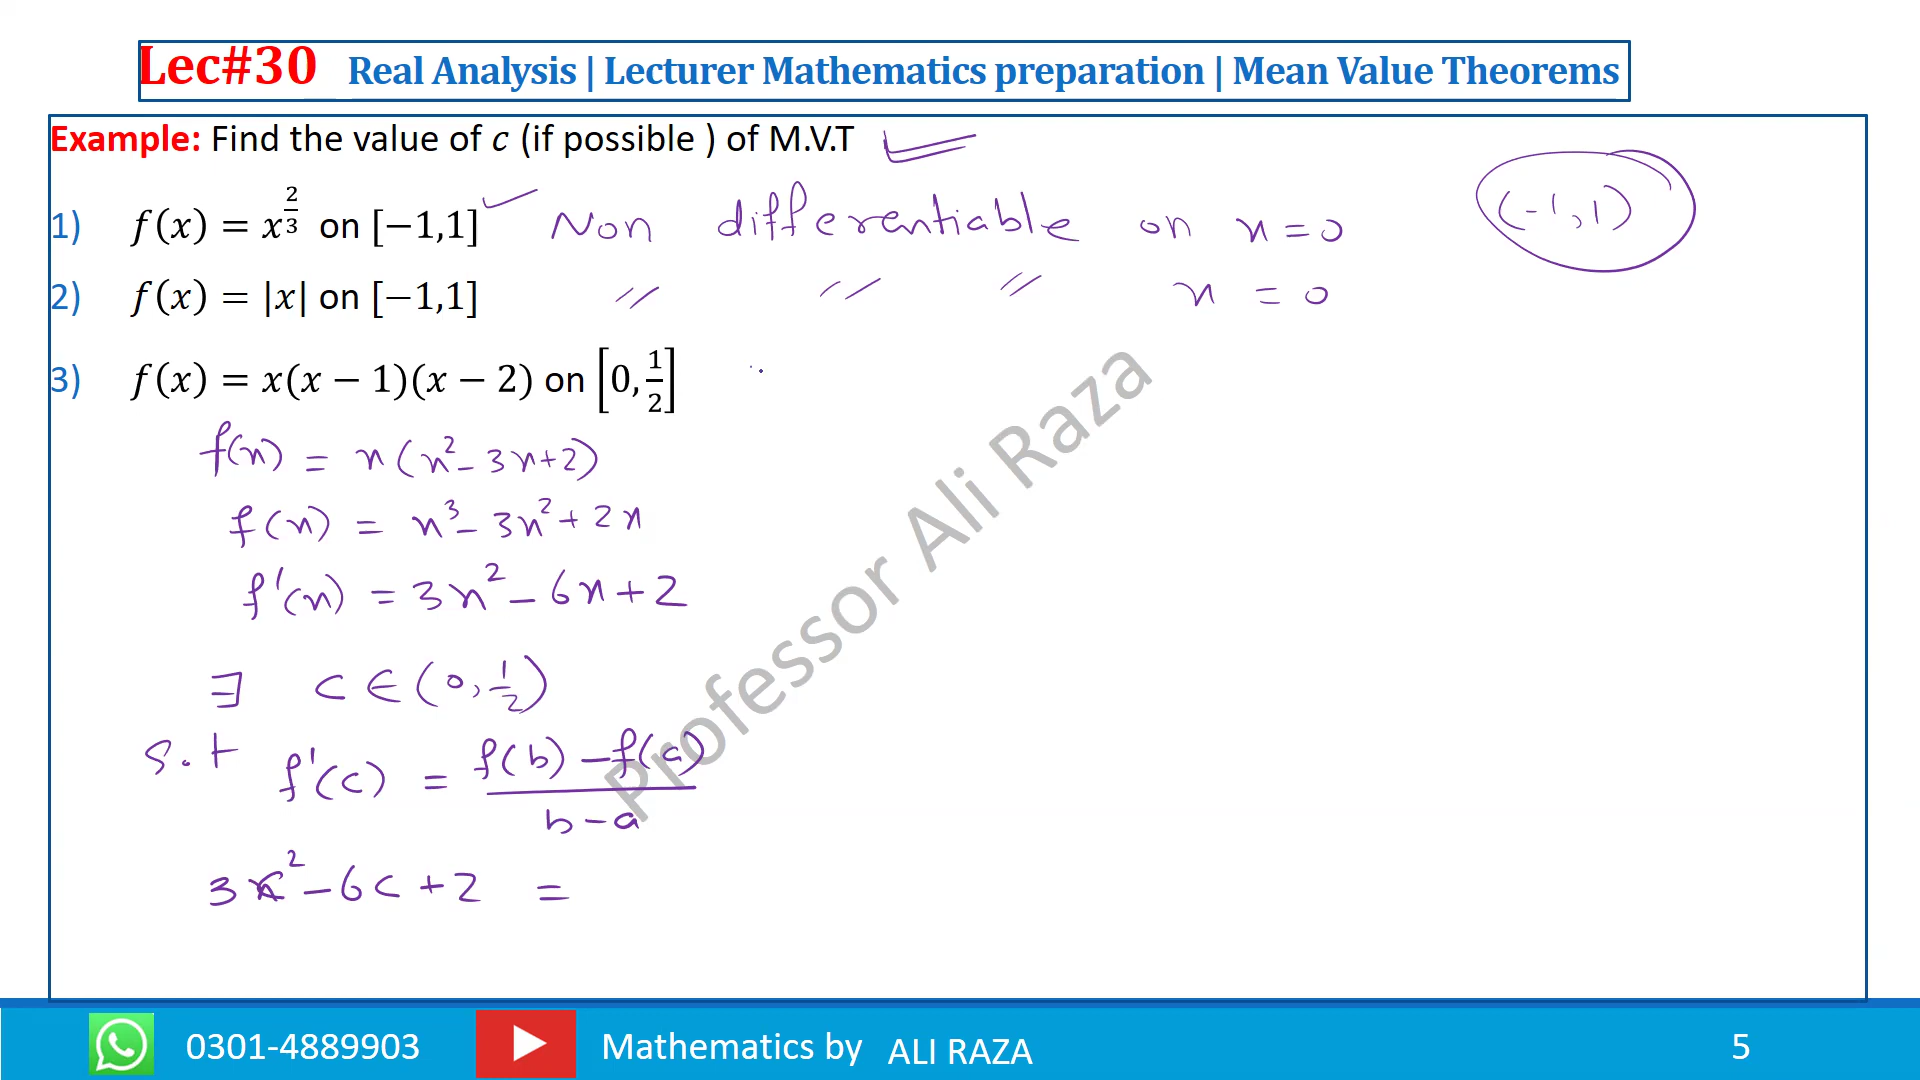 Lec#30 Real Analysis | Lecturer Mathematics preparation | Mean Value Theorems
Example: Find the value of c (if possible ) of M.V.T
1) f(x) = x^(2/3) on [−1,1] Non differentiable on x = 0 (-1,1)
2) f(x) = |x| on [−1,1] // // // x = 0
3) f(x) = x(x − 1)(x − 2) on [0, 1/2]
f(x) = x(x² - 3x + 2)
f(x) = x³ - 3x² + 2x
f'(x) = 3x² - 6x + 2
∃ c ∈ (0, 1/2)
S.t f'(c) = (f(b) - f(a)) / (b - a)
3c² - 6c + 2 =
Professor Ali Raza
0301-4889903 Mathematics by ALI RAZA 5